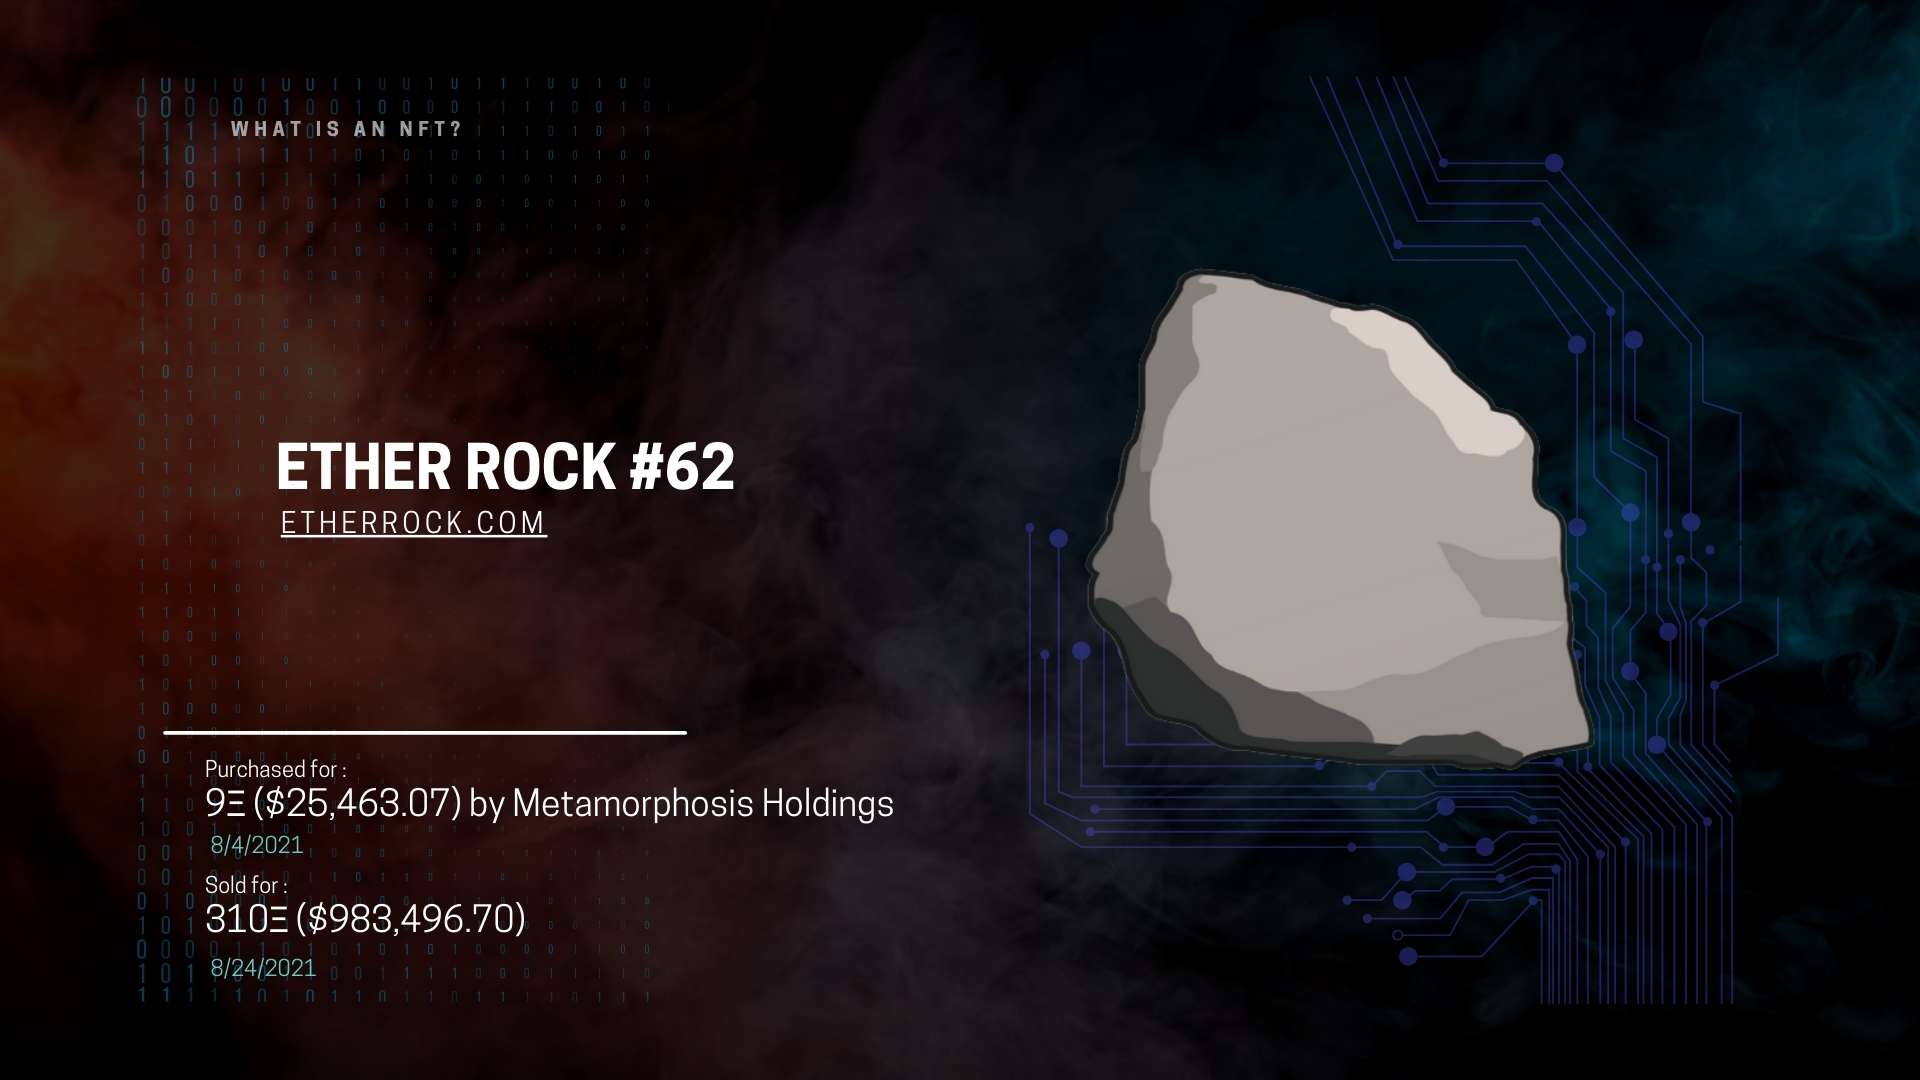 WHAT IS AN NFT?
ETHER ROCK #62
ETHERROCK.COM
Purchased for :
9Ξ ($25,463.07) by Metamorphosis Holdings
8/4/2021
Sold for :
310Ξ ($983,496.70)
8/24/2021